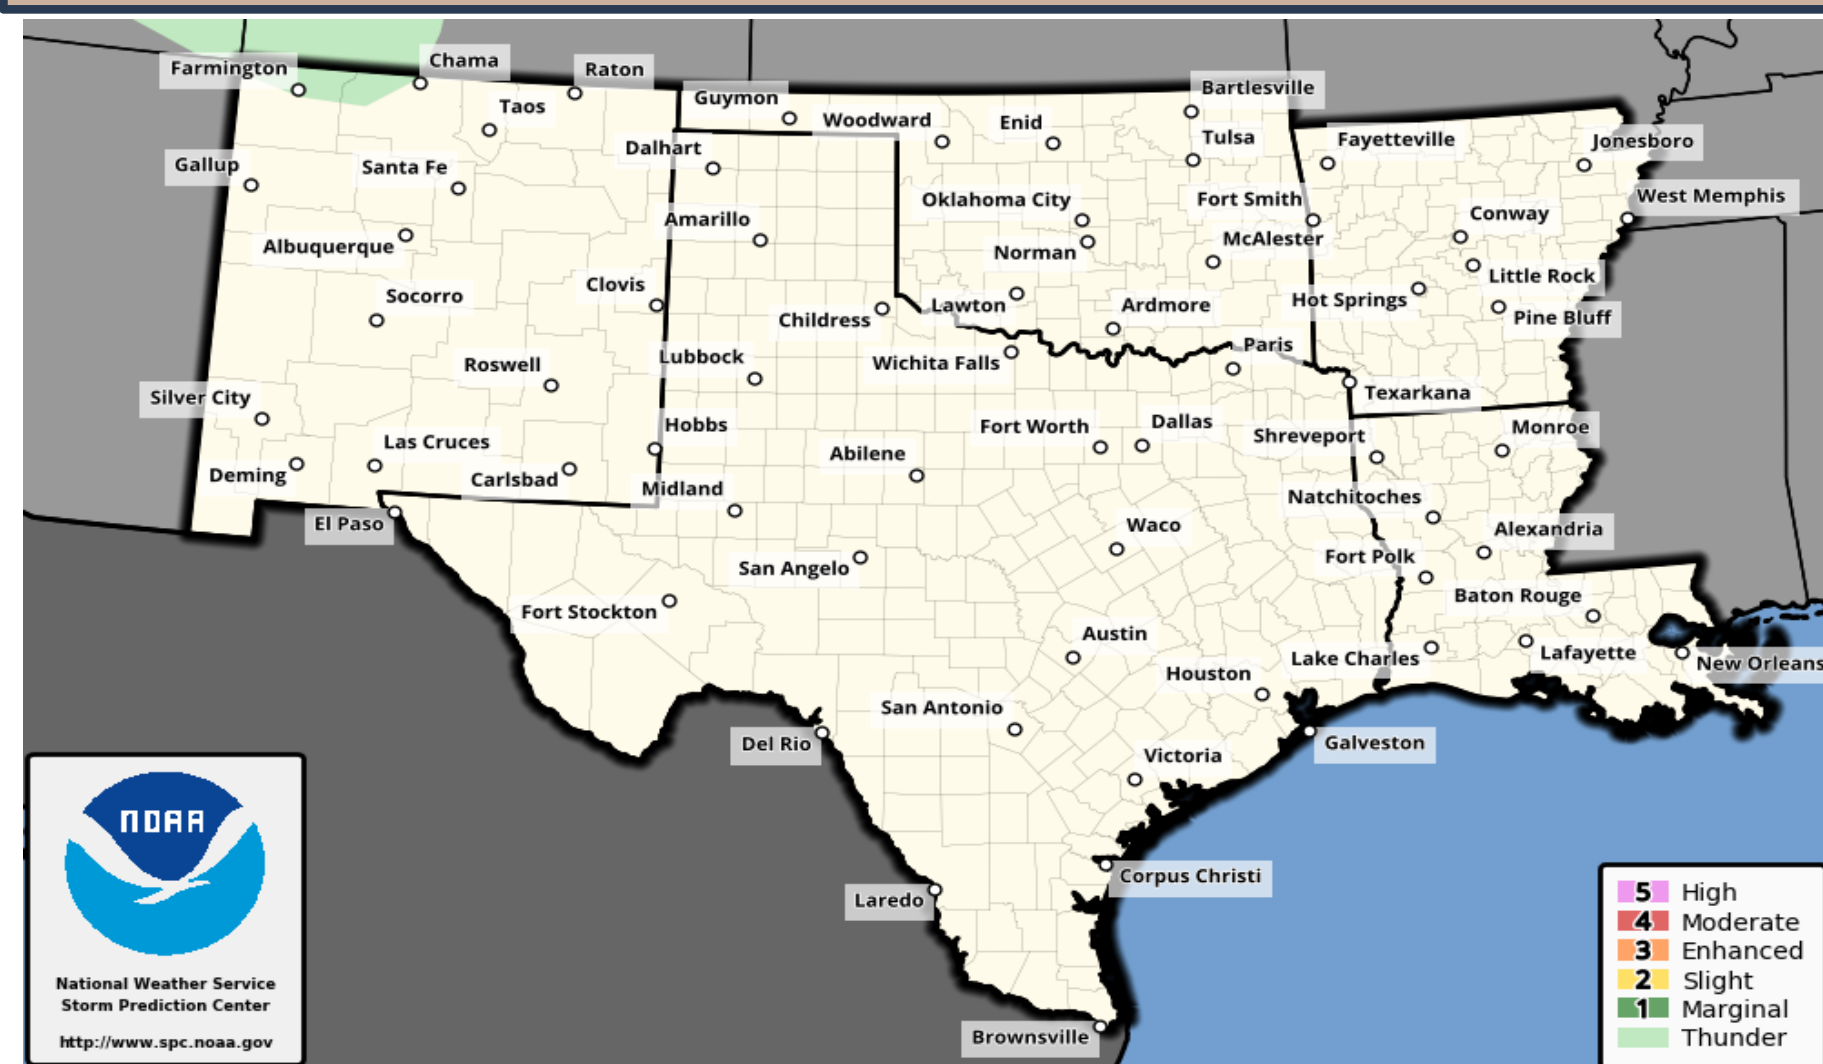 Chama
Farmington
Raton
Bartlesville
Guymon
Taos
Woodward
Enid
Tulsa
Fayetteville
Jonesboro
Dalhart
Gallup
Santa Fe
West Memphis
Oklahoma City
Fort Smith
Conway
Amarillo
McAlester
Albuquerque
Norman
Little Rock
Clovis
Socorro
Hot Springs
Lawton
Ardmore
Childress
Pine Bluff
Paris
Lubbock
Wichita Falls
Roswell
Texarkana
Silver City
Dallas
Hobbs
Fort Worth
Monroe
Shreveport
Las Cruces
Abilene
Deming
Carlsbad
Midland
Natchitoches
El Paso
Waco
Alexandria
Fort Polk
San Angelo
Baton Rouge
Fort Stockton
Austin
Lafayette
Lake Charles
New Orleans
Houston
San Antonio
Del Rio
Galveston
Victoria
Corpus Christi
Laredo
Brownsville
NOAA
National Weather Service
Storm Prediction Center
http://www.spc.noaa.gov
5 High
4 Moderate
3 Enhanced
2 Slight
1 Marginal
Thunder